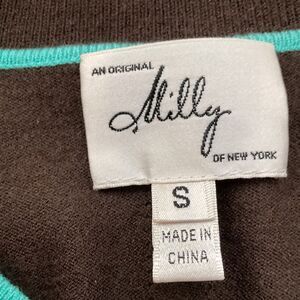 AN ORIGINAL
Milly
OF NEW YORK
S
MADE IN
CHINA